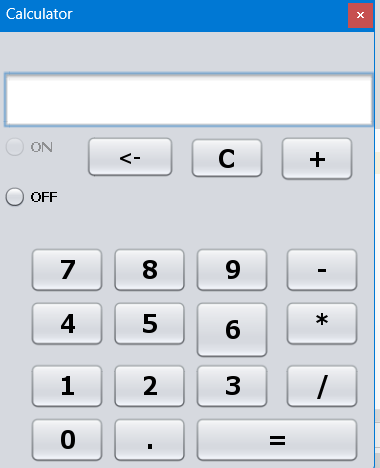 Calculator
ON
<- C +
OFF
7 8 9 -
4 5 6 *
1 2 3 /
0 . =